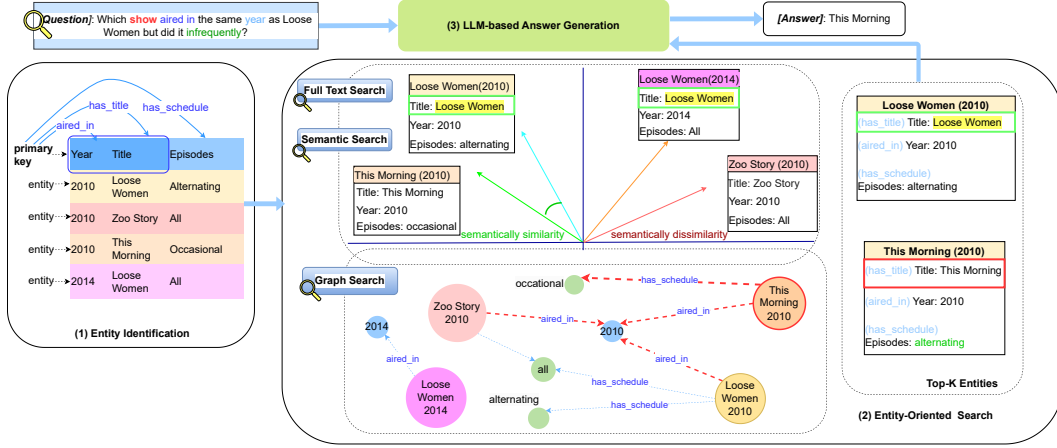 [Question]: Which show aired in the same year as Loose
Women but did it infrequently?
(3) LLM-based Answer Generation
[Answer]: This Morning
has_title
has_schedule
aired_in
primary
key
Year Title Episodes
entity 2010 Loose Women Alternating
entity 2010 Zoo Story All
entity 2010 This Morning Occasional
entity 2014 Loose Women All
(1) Entity Identification
Full Text Search
Semantic Search
Loose Women(2010)
Title: Loose Women
Year: 2010
Episodes: alternating
Loose Women(2014)
Title: Loose Women
Year: 2014
Episodes: All
This Morning (2010)
Title: This Morning
Year: 2010
Episodes: occasional
Zoo Story (2010)
Title: Zoo Story
Year: 2010
Episodes: All
semantically similarity
semantically dissimilarity
Graph Search
occational
has_schedule
This
Morning
2010
Zoo Story
2010
aired_in
aired_in
2014
2010
aired_in
aired_in
all
has_schedule
Loose
Women
2014
alternating
has_schedule
Loose
Women
2010
Loose Women (2010)
(has_title) Title: Loose Women
(aired_in) Year: 2010
(has_schedule)
Episodes: alternating
This Morning (2010)
(has_title) Title: This Morning
(aired_in) Year: 2010
(has_schedule)
Episodes: alternating
Top-K Entities
(2) Entity-Oriented Search